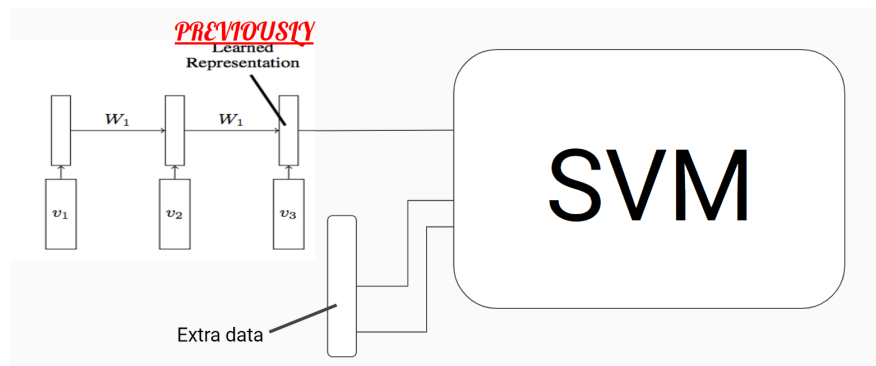 PREVIOUSLY
Learned
Representation
W₁
W₁
v₁
v₂
v₃
SVM
Extra data